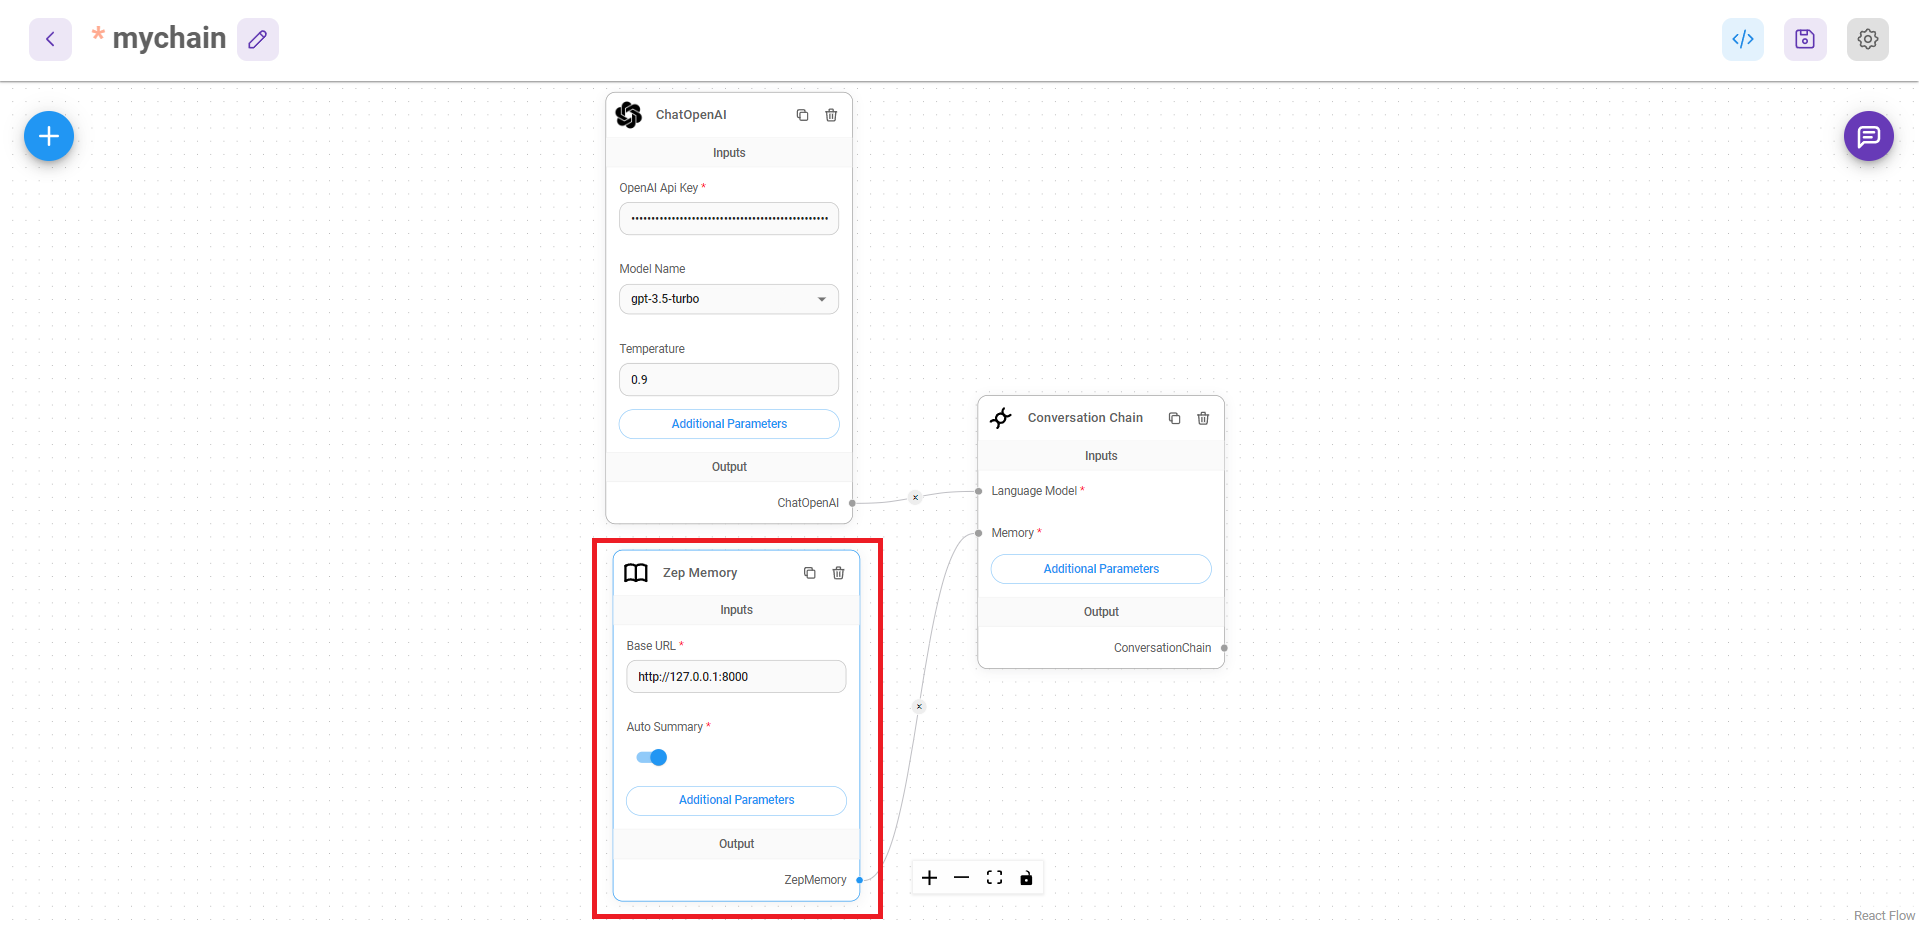 * mychain
ChatOpenAI
Inputs
OpenAI Api Key *
••••••••••••••••••••••••••••••••••••••••••••••••••
Model Name
gpt-3.5-turbo
Temperature
0.9
Additional Parameters
Output
ChatOpenAI
Zep Memory
Inputs
Base URL *
http://127.0.0.1:8000
Auto Summary *
Additional Parameters
Output
ZepMemory
Conversation Chain
Inputs
Language Model *
Memory *
Additional Parameters
Output
ConversationChain
React Flow